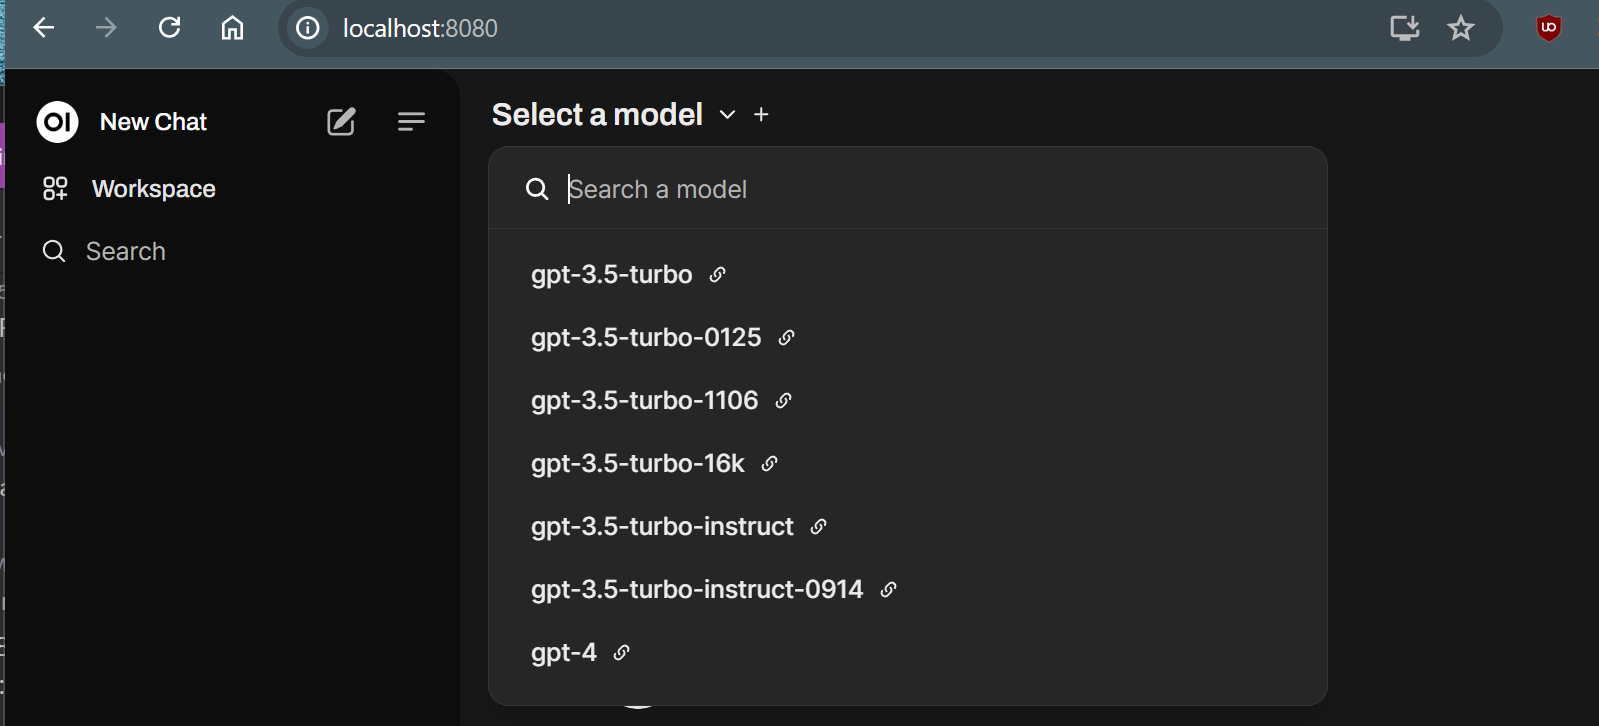 localhost:8080
OI New Chat
Workspace
Search
Select a model
Search a model
gpt-3.5-turbo
gpt-3.5-turbo-0125
gpt-3.5-turbo-1106
gpt-3.5-turbo-16k
gpt-3.5-turbo-instruct
gpt-3.5-turbo-instruct-0914
gpt-4